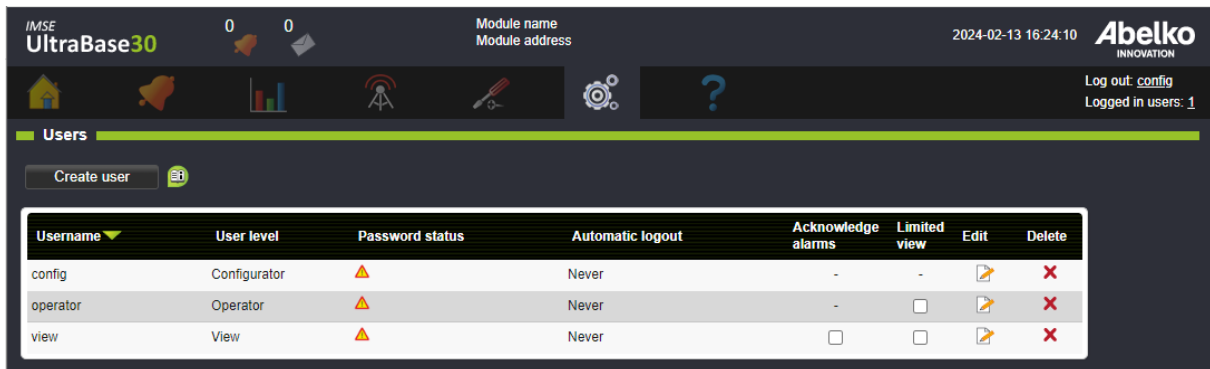 IMSE
UltraBase30
0
0
Module name
Module address
2024-02-13 16:24:10
Abelko
INNOVATION
?
Log out: config
Logged in users: 1
Users
Create user
Username User level Password status Automatic logout Acknowledge alarms Limited view Edit Delete
config Configurator Never - -
operator Operator Never -
view View Never